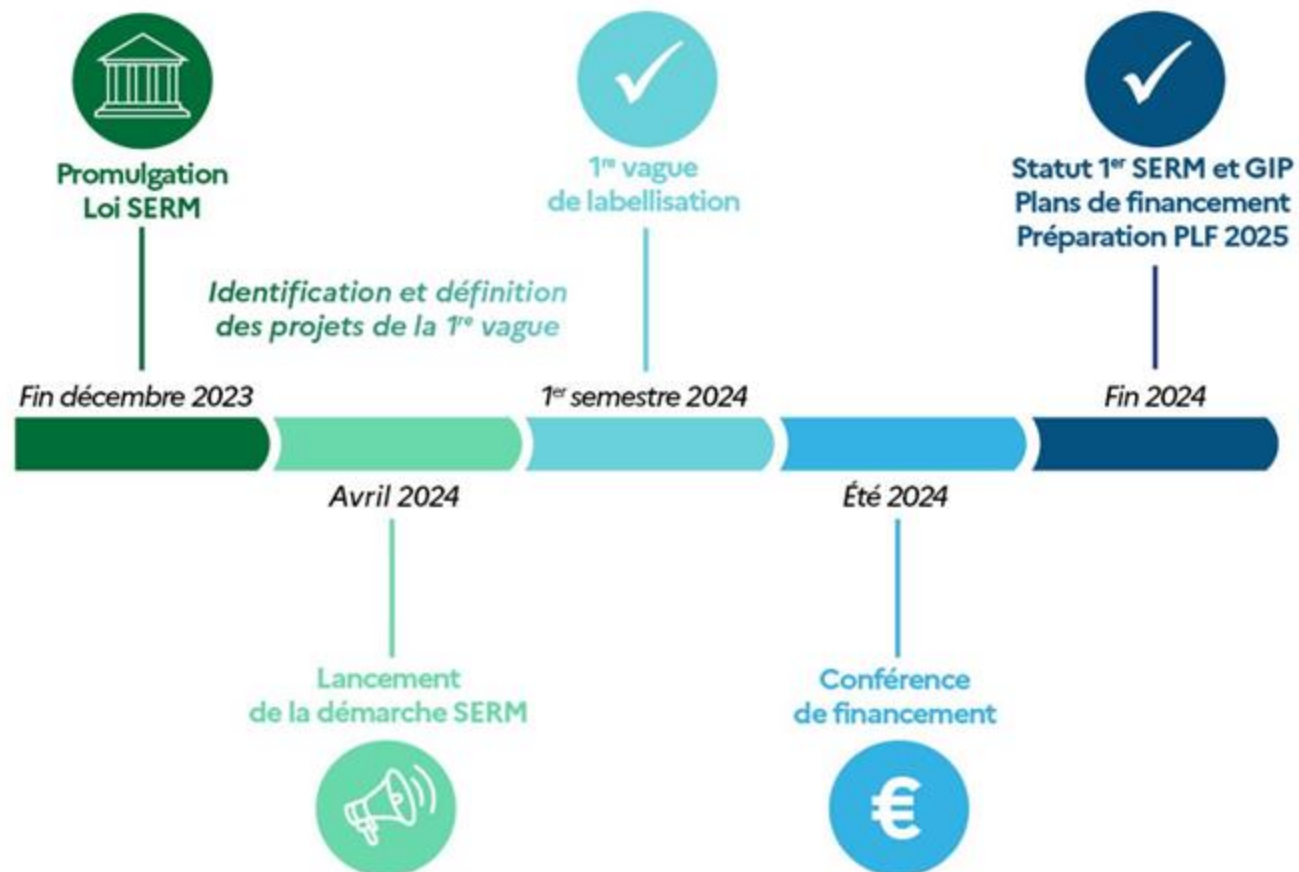 Promulgation
Loi SERM
1re vague
de labellisation
Statut 1er SERM et GIP
Plans de financement
Préparation PLF 2025
Identification et définition
des projets de la 1re vague
Fin décembre 2023
1er semestre 2024
Fin 2024
Avril 2024
Été 2024
Lancement
de la démarche SERM
Conférence
de financement
€